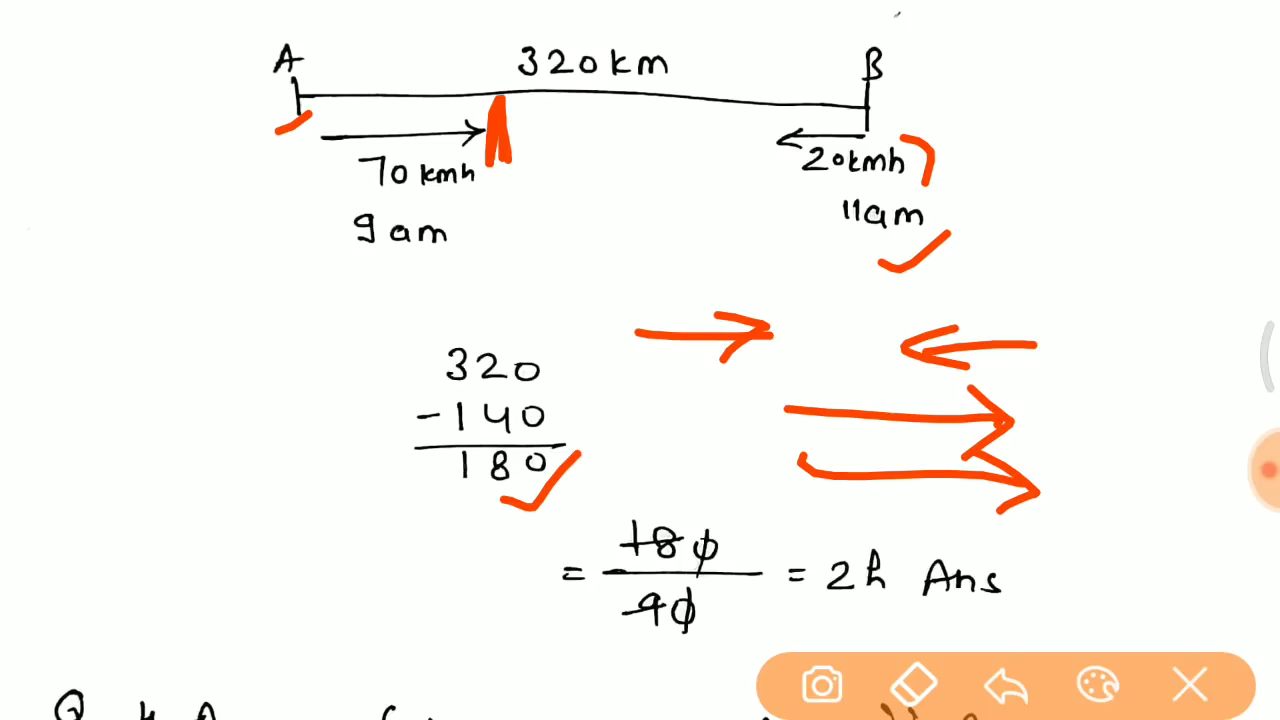 A 320km B
70 kmh 20kmh
9 am 11am
320
-140
180
= 180/90 = 2h Ans